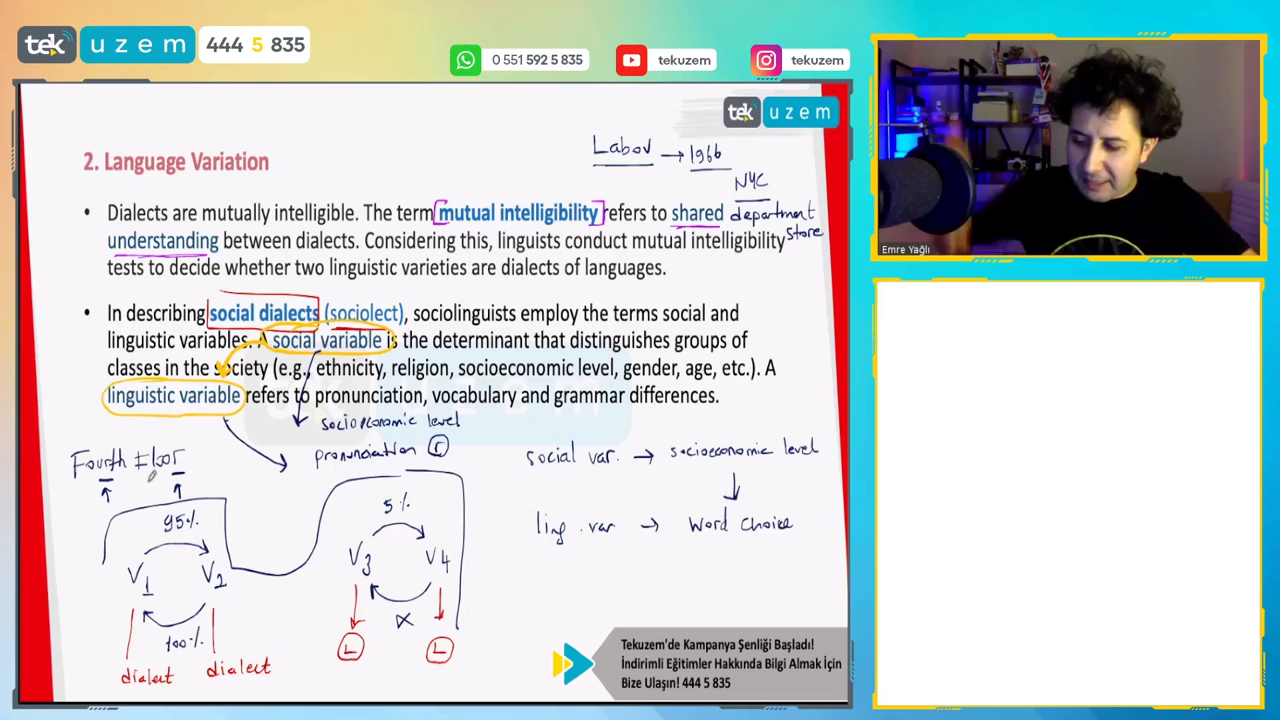 tek uzem 444 5 835
0 551 592 5 835
tekuzem
tekuzem
tek uzem
Labov → 1966
NYC
department
store
2. Language Variation
• Dialects are mutually intelligible. The term [mutual intelligibility] refers to shared
understanding between dialects. Considering this, linguists conduct mutual intelligibility
tests to decide whether two linguistic varieties are dialects of languages.
• In describing social dialects (sociolect), sociolinguists employ the terms social and
linguistic variables. A social variable is the determinant that distinguishes groups of
classes in the society (e.g., ethnicity, religion, socioeconomic level, gender, age, etc.). A
linguistic variable refers to pronunciation, vocabulary and grammar differences.
socioeconomic level
pronunciation r
Fourth Floor
95%
V1 V2
100%
dialect dialect
5%
V3 V4
L L
social var. → socioeconomic level
ling. var → word choice
Emre Yağlı
Tekuzem'de Kampanya Şenliği Başladı!
İndirimli Eğitimler Hakkında Bilgi Almak İçin
Bize Ulaşın! 444 5 835